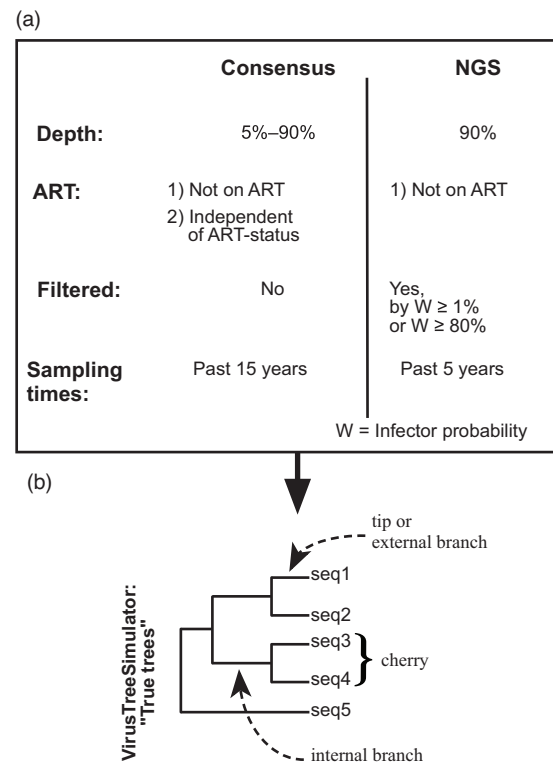 (a)
Consensus NGS
Depth: 5%–90% 90%
ART: 1) Not on ART 1) Not on ART
2) Independent
of ART-status
Filtered: No Yes,
by W ≥ 1%
or W ≥ 80%
Sampling Past 15 years Past 5 years
times:
W = Infector probability
(b)
tip or
external branch
VirusTreeSimulator:
"True trees"
seq1
seq2
seq3
cherry
seq4
seq5
internal branch